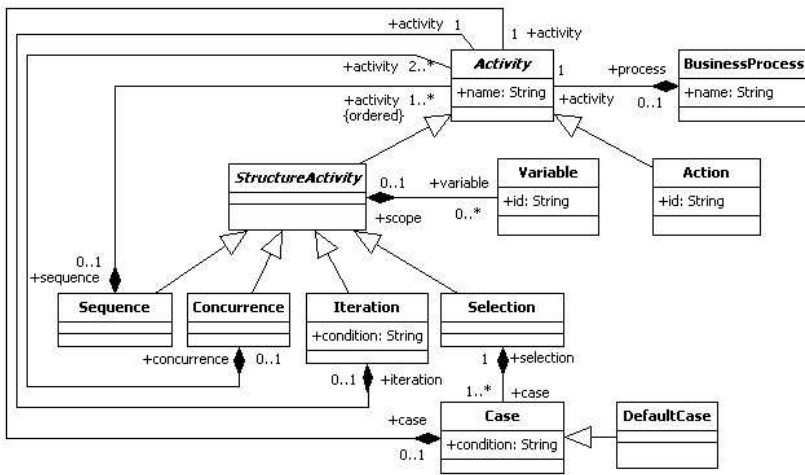 +activity 1
1 +activity
+activity 2..*
Activity
+name: String
1
+activity
+process
0..1
BusinessProcess
+name: String
+activity 1..*
{ordered}
StructureActivity
0..1
+scope
+variable
0..*
Variable
+id: String
Action
+id: String
0..1
+sequence
Sequence
Concurrence
Iteration
+condition: String
Selection
+concurrence
0..1
0..1
+iteration
1
+selection
1..*
+case
+case
0..1
Case
+condition: String
DefaultCase